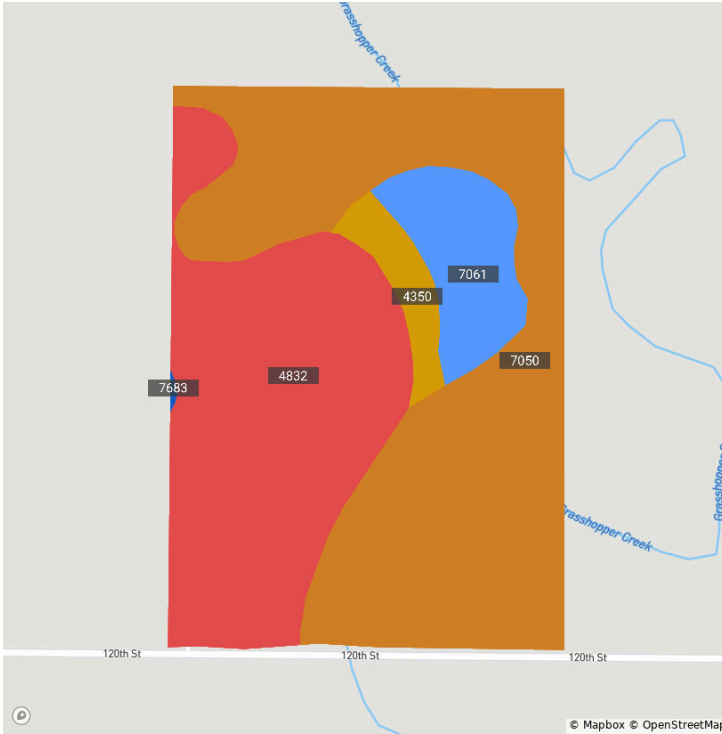 Grasshopper Creek
7061
4350
7050
4832
7683
Grasshopper Creek
Grasshopper C
120th St
120th St
120th St
© Mapbox © OpenStreetMap